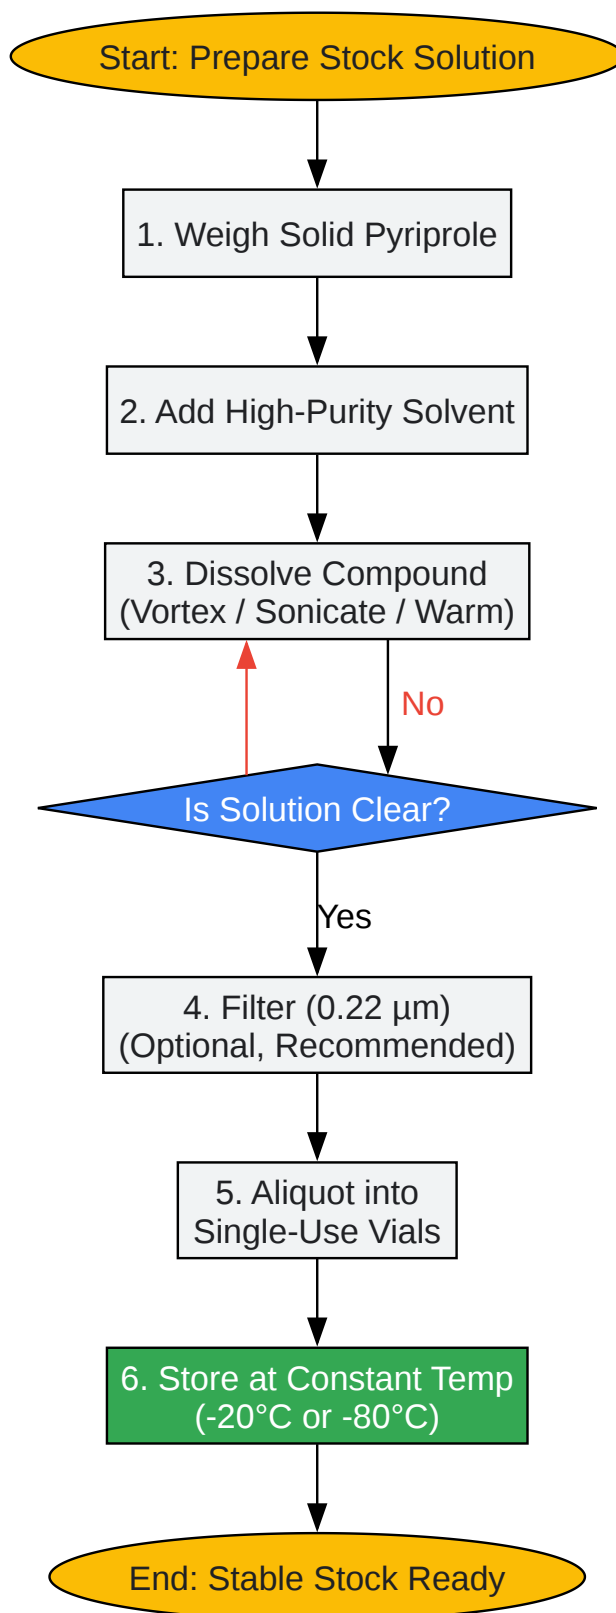 Start: Prepare Stock Solution
1. Weigh Solid Pyriprole
2. Add High-Purity Solvent
3. Dissolve Compound
(Vortex / Sonicate / Warm)
No
Is Solution Clear?
Yes
4. Filter (0.22 µm)
(Optional, Recommended)
5. Aliquot into
Single-Use Vials
6. Store at Constant Temp
(-20°C or -80°C)
End: Stable Stock Ready